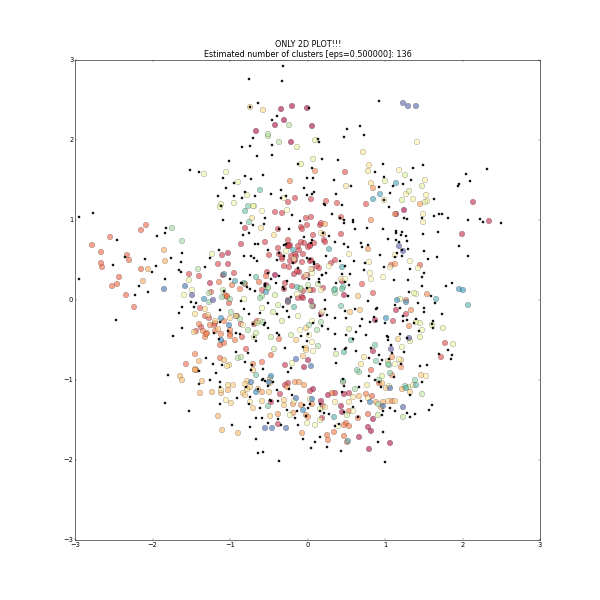 ONLY 2D PLOT!!!
Estimated number of clusters [eps=0.500000]: 136
3
2
1
0
−1
−2
−3
−3 −2 −1 0 1 2 3